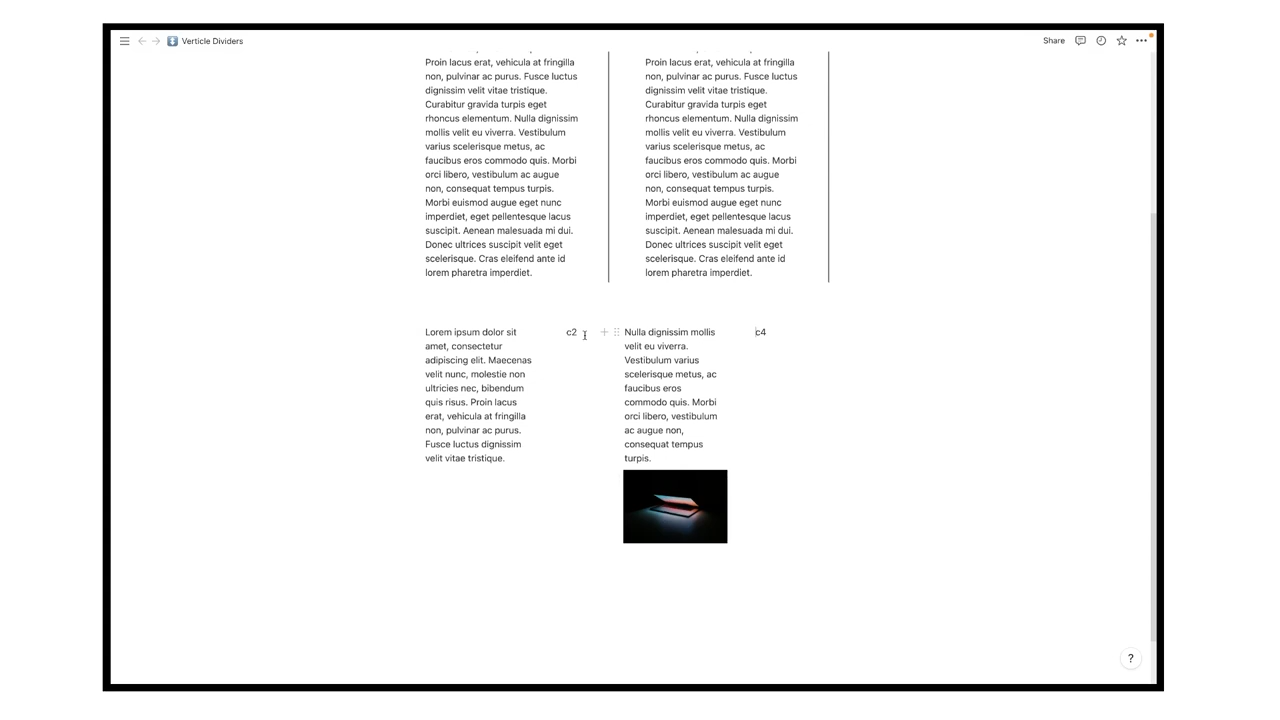 Verticle Dividers
Share
Proin lacus erat, vehicula at fringilla
non, pulvinar ac purus. Fusce luctus
dignissim velit vitae tristique.
Curabitur gravida turpis eget
rhoncus elementum. Nulla dignissim
mollis velit eu viverra. Vestibulum
varius scelerisque metus, ac
faucibus eros commodo quis. Morbi
orci libero, vestibulum ac augue
non, consequat tempus turpis.
Morbi euismod augue eget nunc
imperdiet, eget pellentesque lacus
suscipit. Aenean malesuada mi dui.
Donec ultrices suscipit velit eget
scelerisque. Cras eleifend ante id
lorem pharetra imperdiet.
Proin lacus erat, vehicula at fringilla
non, pulvinar ac purus. Fusce luctus
dignissim velit vitae tristique.
Curabitur gravida turpis eget
rhoncus elementum. Nulla dignissim
mollis velit eu viverra. Vestibulum
varius scelerisque metus, ac
faucibus eros commodo quis. Morbi
orci libero, vestibulum ac augue
non, consequat tempus turpis.
Morbi euismod augue eget nunc
imperdiet, eget pellentesque lacus
suscipit. Aenean malesuada mi dui.
Donec ultrices suscipit velit eget
scelerisque. Cras eleifend ante id
lorem pharetra imperdiet.
Lorem ipsum dolor sit
amet, consectetur
adipiscing elit. Maecenas
velit nunc, molestie non
ultricies nec, bibendum
quis risus. Proin lacus
erat, vehicula at fringilla
non, pulvinar ac purus.
Fusce luctus dignissim
velit vitae tristique.
c2
Nulla dignissim mollis
velit eu viverra.
Vestibulum varius
scelerisque metus, ac
faucibus eros
commodo quis. Morbi
orci libero, vestibulum
ac augue non,
consequat tempus
turpis.
c4
?